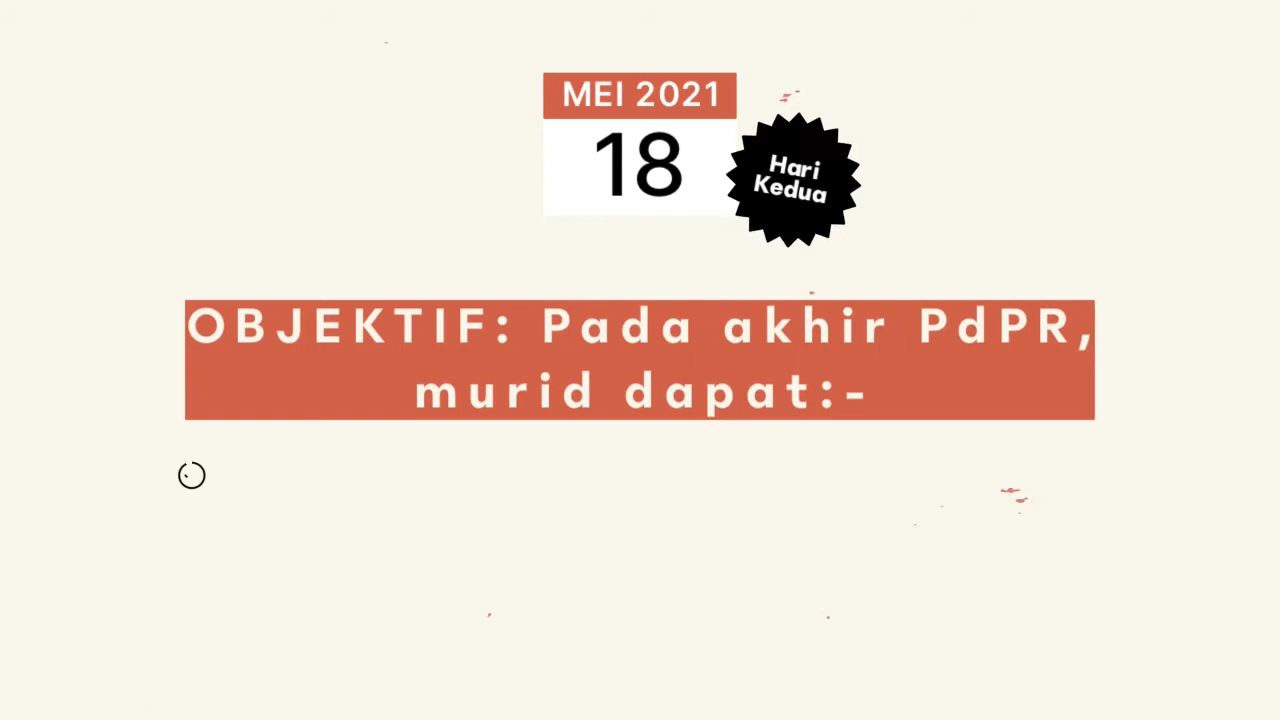 MEI 2021
18
Hari
Kedua
OBJEKTIF: Pada akhir PdPR,
murid dapat:-